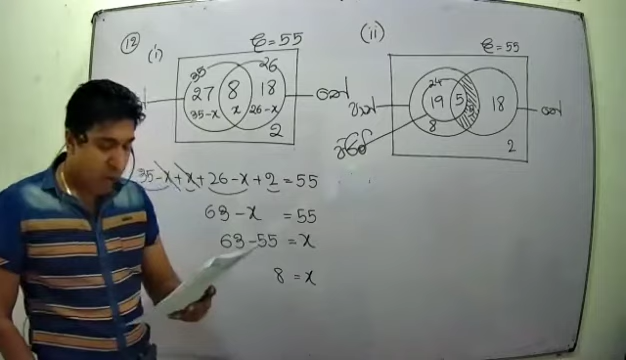 12
(i)
ξ = 55
35
26
27
8
18
35-x
x
26-x
2
තේ
35-x+x+26-x+2=55
63-x = 55
63-55 = x
8 = x
(ii)
ξ = 55
24
19
5
18
8
2